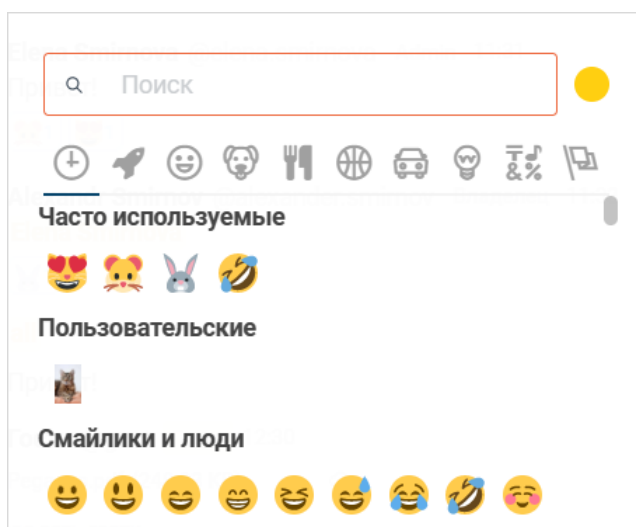 Поиск
Часто используемые
Пользовательские
Смайлики и люди